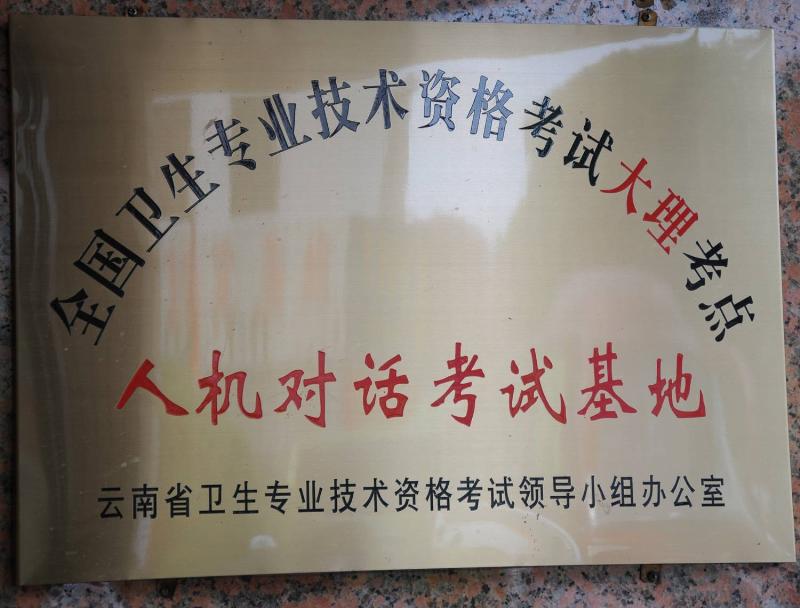 全国卫生专业技术资格考试大理考点
人机对话考试基地
云南省卫生专业技术资格考试领导小组办公室